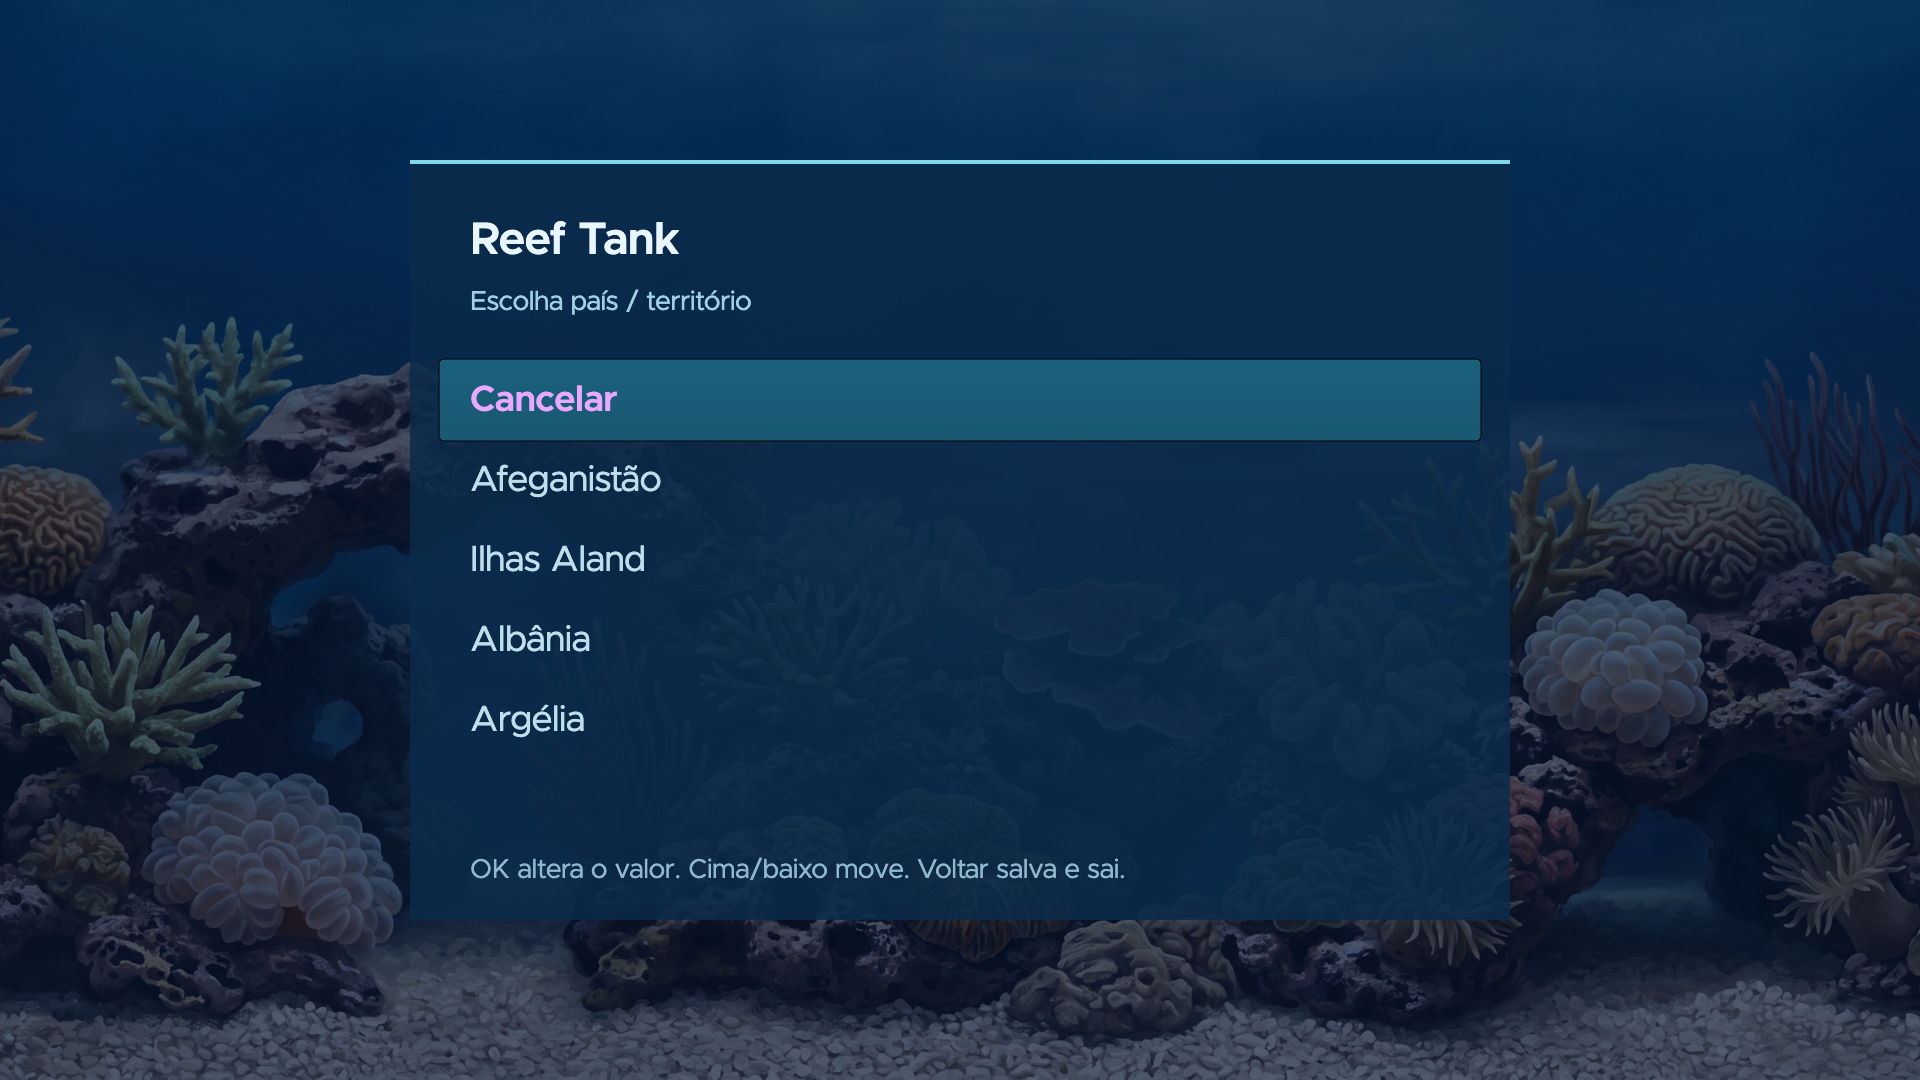 Reef Tank
Escolha país / território
Cancelar
Afeganistão
Ilhas Aland
Albânia
Argélia
OK altera o valor. Cima/baixo move. Voltar salva e sai.